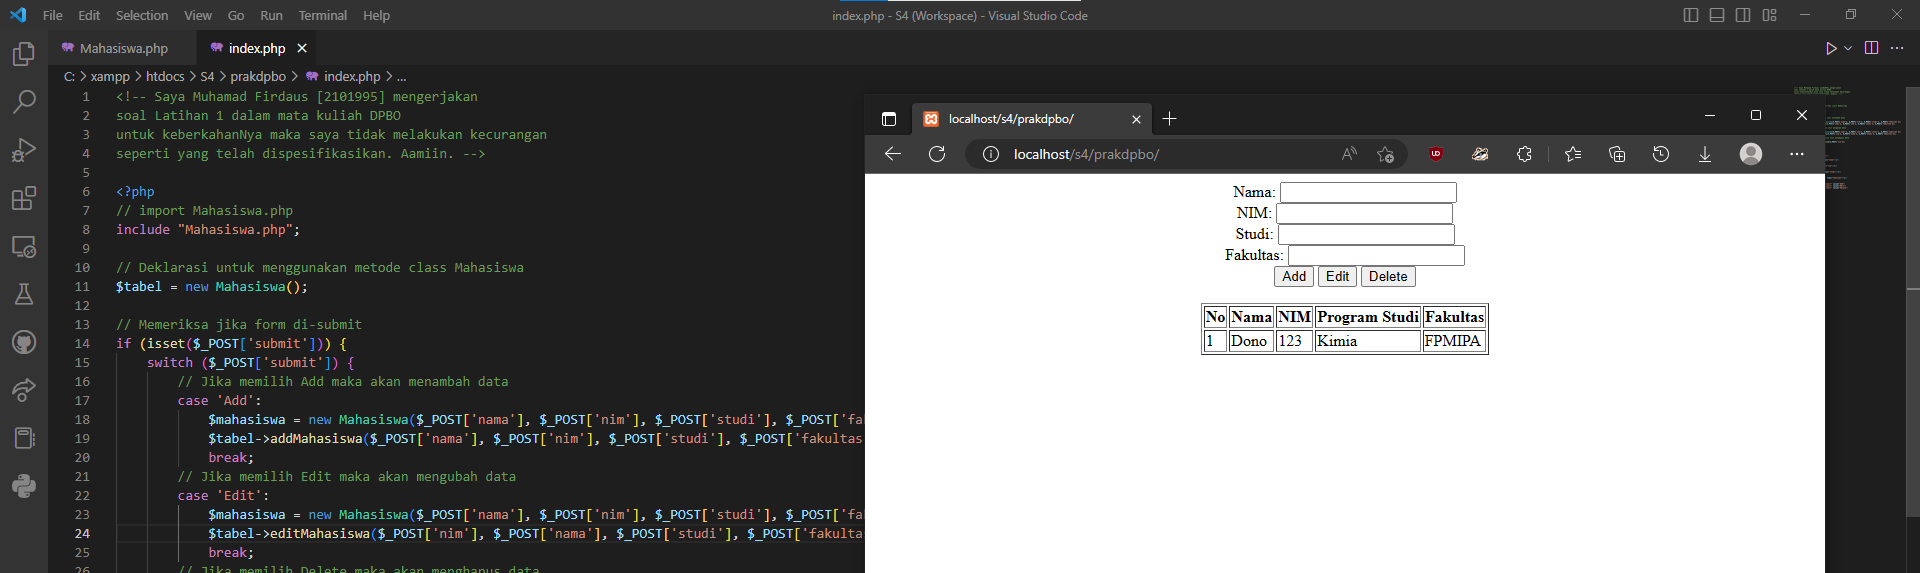 File Edit Selection View Go Run Terminal Help
index.php - S4 (Workspace) - Visual Studio Code
Mahasiswa.php
index.php
C: > xampp > htdocs > S4 > prakdpbo > index.php > ...
1 <!-- Saya Muhamad Firdaus [2101995] mengerjakan
2 soal Latihan 1 dalam mata kuliah DPBO
3 untuk keberkahanNya maka saya tidak melakukan kecurangan
4 seperti yang telah dispesifikasikan. Aamiin. -->
5
6 <?php
7 // import Mahasiswa.php
8 include "Mahasiswa.php";
9
10 // Deklarasi untuk menggunakan metode class Mahasiswa
11 $tabel = new Mahasiswa();
12
13 // Memeriksa jika form di-submit
14 if (isset($_POST['submit'])) {
15 switch ($_POST['submit']) {
16 // Jika memilih Add maka akan menambah data
17 case 'Add':
18 $mahasiswa = new Mahasiswa($_POST['nama'], $_POST['nim'], $_POST['studi'], $_POST['fa
19 $tabel->addMahasiswa($_POST['nama'], $_POST['nim'], $_POST['studi'], $_POST['fakultas
20 break;
21 // Jika memilih Edit maka akan mengubah data
22 case 'Edit':
23 $mahasiswa = new Mahasiswa($_POST['nama'], $_POST['nim'], $_POST['studi'], $_POST['fa
24 $tabel->editMahasiswa($_POST['nim'], $_POST['nama'], $_POST['studi'], $_POST['fakulta
25 break;
26 // Jika memilih Delete maka akan menghapus data
localhost/s4/prakdpbo/
localhost/s4/prakdpbo/
Nama:
NIM:
Studi:
Fakultas:
Add Edit Delete
No Nama NIM Program Studi Fakultas
1 Dono 123 Kimia FPMIPA